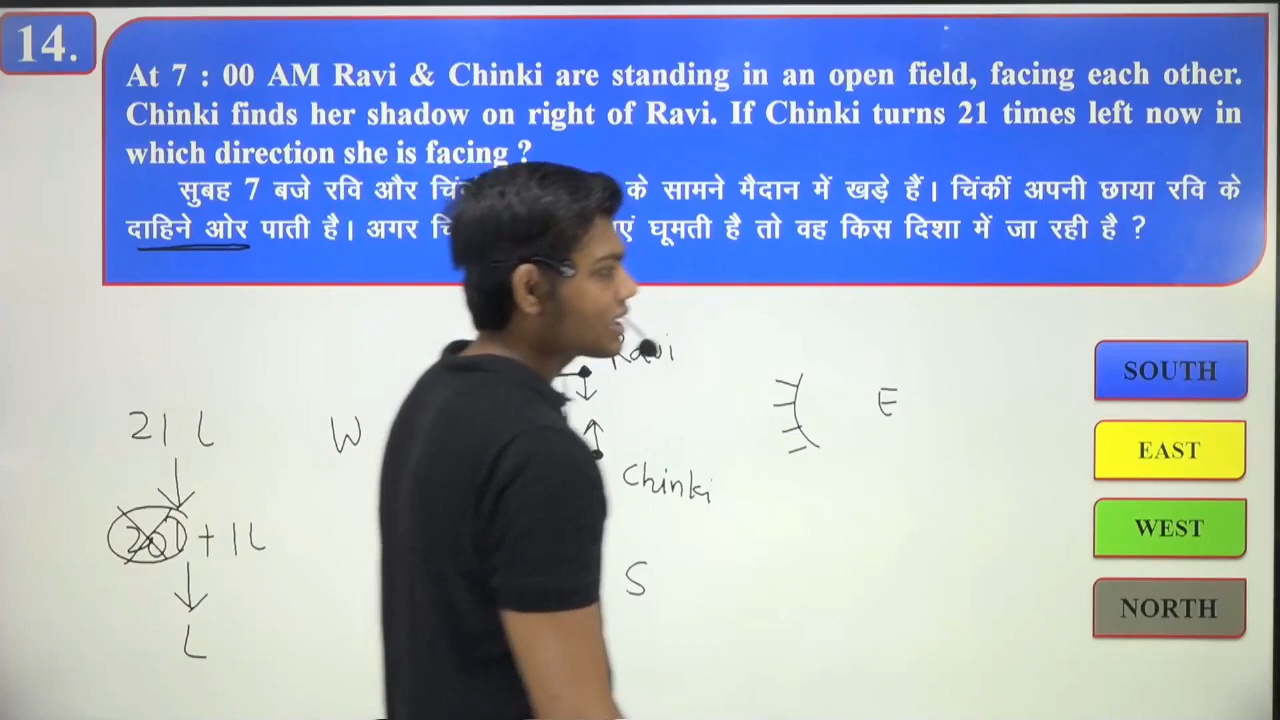 14.
At 7 : 00 AM Ravi & Chinki are standing in an open field, facing each other.
Chinki finds her shadow on right of Ravi. If Chinki turns 21 times left now in
which direction she is facing ?
सुबह 7 बजे रवि और के सामने मैदान में खड़े हैं। चिंकीं अपनी छाया रवि के
दाहिने ओर पाती है। अगर घूमती है तो वह किस दिशा में जा रही है ?
Ravi
SOUTH
21 L
W
E
EAST
Chinki
+ 1L
WEST
S
NORTH
L